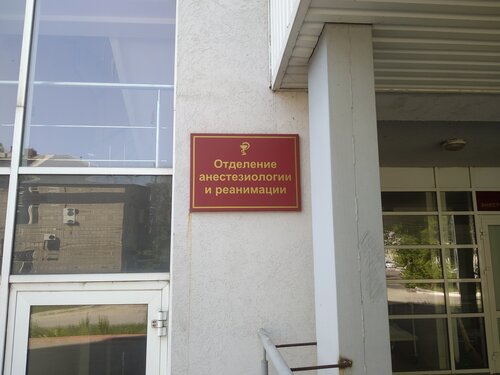 Отделение
анестезиологии
и реанимации